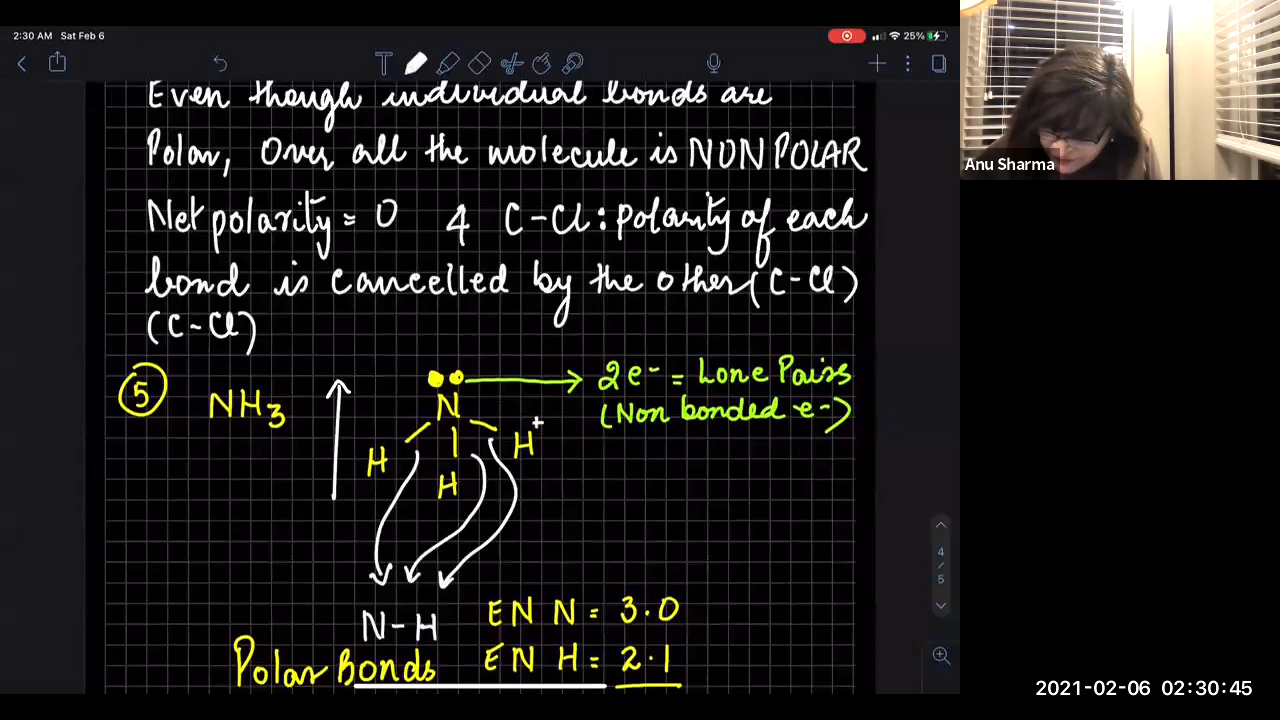 2:30 AM Sat Feb 6
25%
T
Anu Sharma
Even though individual bonds are
Polar, Over all the molecule is NONPOLAR
Net polarity = 0 4 C-Cl: polarity of each
bond is cancelled by the other (C-Cl)
(C-Cl)
5 NH3
N
H H H
+
2e- = Lone Pairs
(Non bonded e-)
4
/
5
N-H
Polar Bonds
EN N = 3.0
EN H = 2.1
2021-02-06 02:30:45